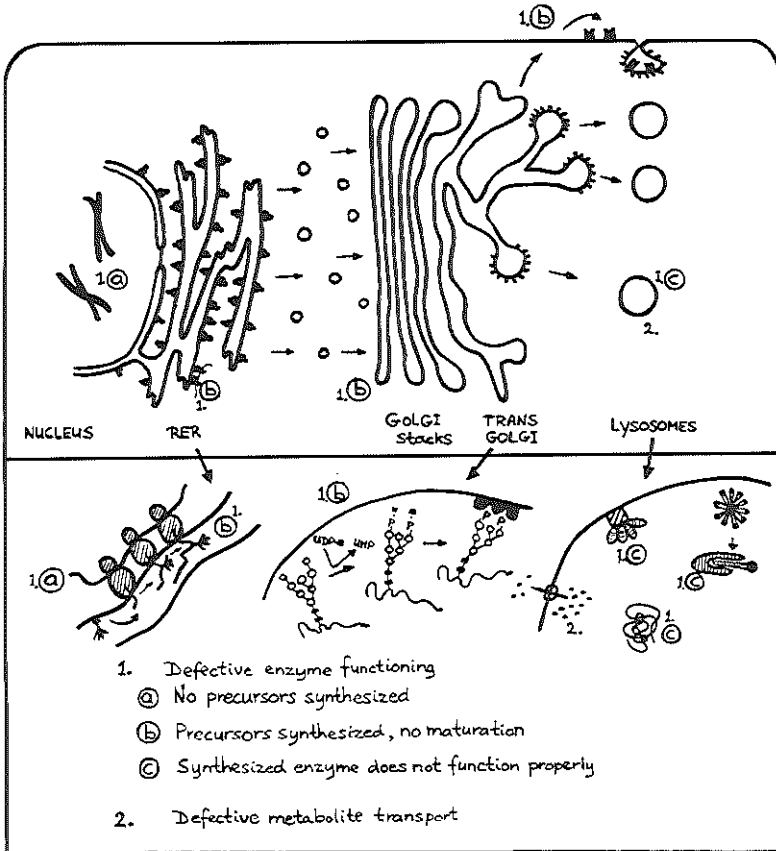 1. ⓑ
1. ⓐ
1. ⓒ
2.
ⓑ
1.
1. ⓑ
NUCLEUS RER GOLGI Stacks TRANS GOLGI LYSOSOMES
1. ⓐ
ⓑ 1.
1. ⓑ
UDP UMP
P P
P P
1. ⓒ
1. ⓒ
2.
1. ⓒ
1. Defective enzyme functioning
ⓐ No precursors synthesized
ⓑ Precursors synthesized, no maturation
ⓒ Synthesized enzyme does not function properly
2. Defective metabolite transport